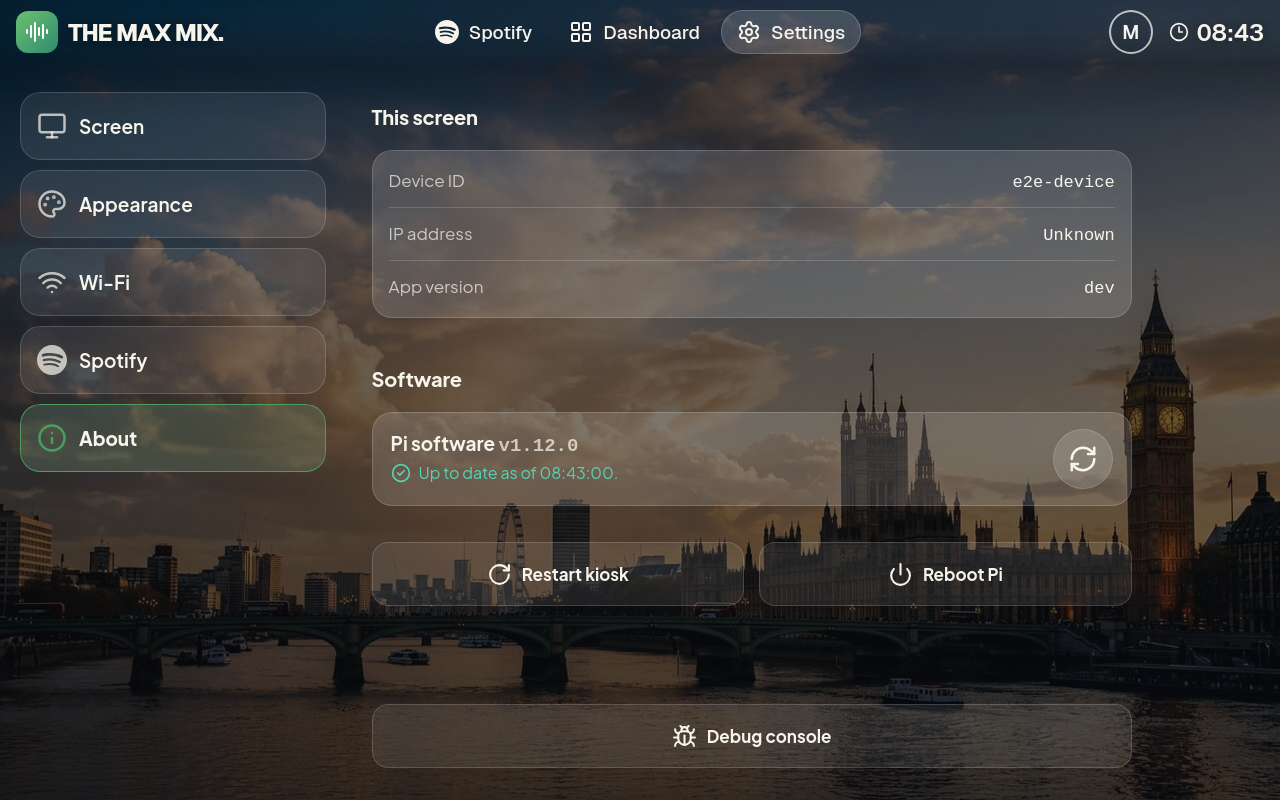 THE MAX MIX.
Spotify
Dashboard
Settings
M
08:43
Screen
Appearance
Wi-Fi
Spotify
About
This screen
Device ID
e2e-device
IP address
Unknown
App version
dev
Software
Pi software v1.12.0
Up to date as of 08:43:00.
Restart kiosk
Reboot Pi
Debug console